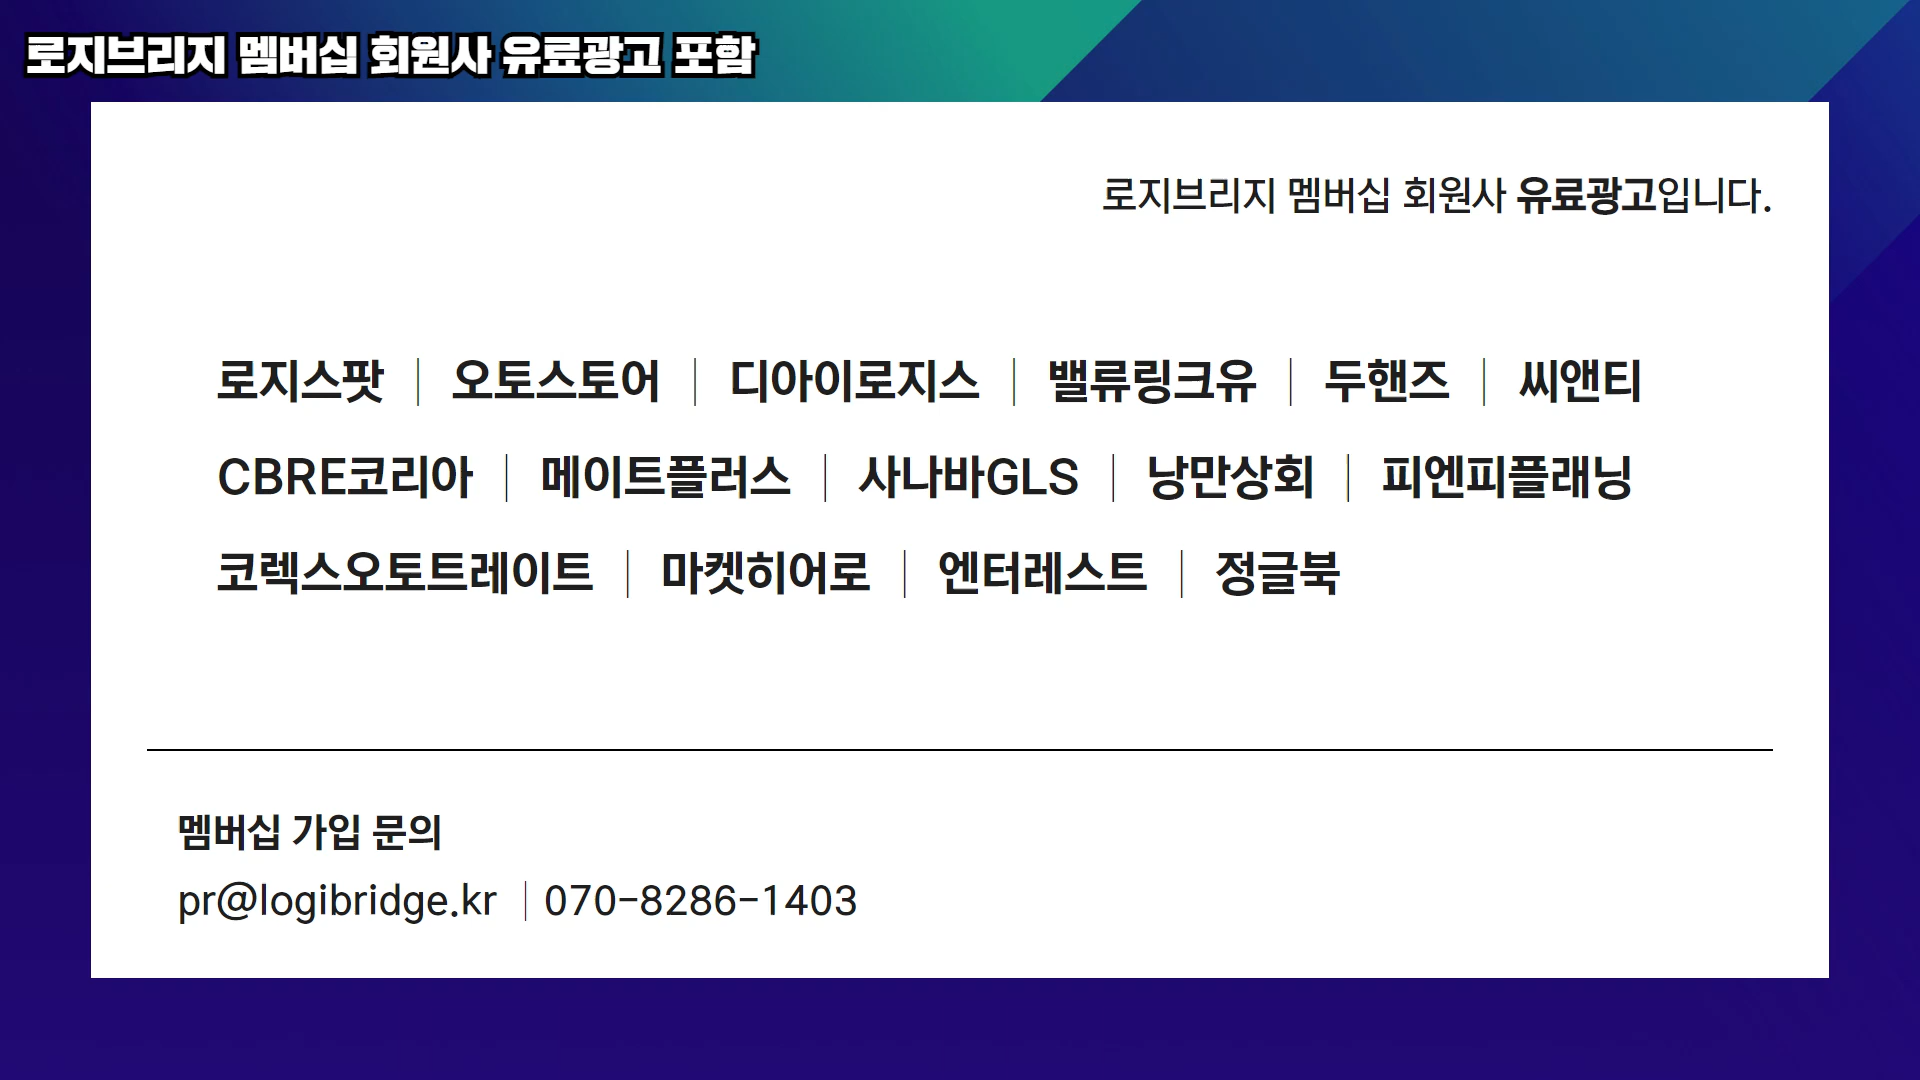 로지브리지 멤버십 회원사 유료광고 포함
로지브리지 멤버십 회원사 유료광고입니다.
로지스팟 | 오토스토어 | 디아이로지스 | 밸류링크유 | 두핸즈 | 씨앤티
CBRE코리아 | 메이트플러스 | 사나바GLS | 낭만상회 | 피엔피플래닝
코렉스오토트레이트 | 마켓히어로 | 엔터레스트 | 정글북
멤버십 가입 문의
pr@logibridge.kr | 070-8286-1403